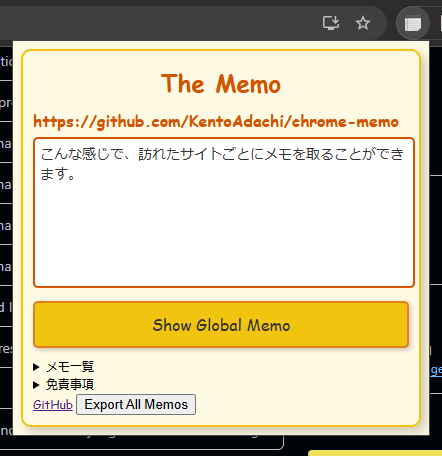 The Memo
https://github.com/KentoAdachi/chrome-memo
こんな感じで、訪れたサイトごとにメモを取ることができ
ます。
Show Global Memo
▶ メモ一覧
▶ 免責事項
GitHub Export All Memos